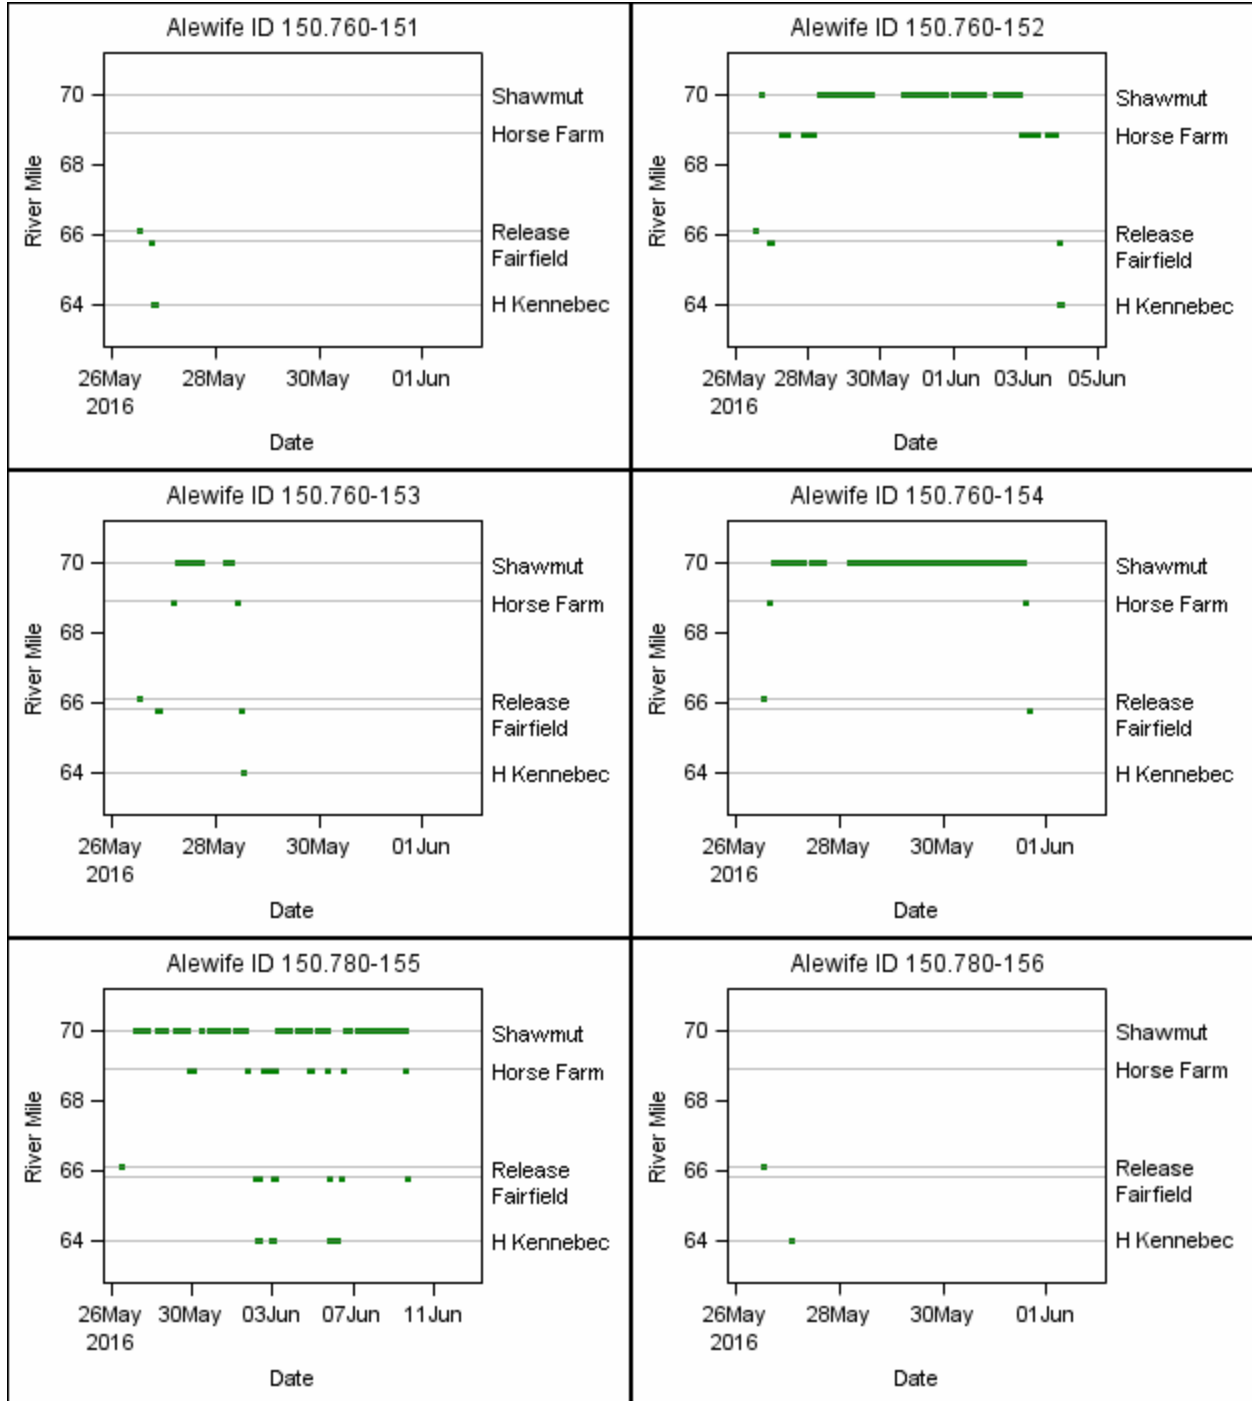 Alewife ID 150.760-151
70
68
66
64
River Mile
Shawmut
Horse Farm
Release
Fairfield
H Kennebec
26May 28May 30May 01Jun
2016
Date
Alewife ID 150.760-152
70
68
66
64
River Mile
Shawmut
Horse Farm
Release
Fairfield
H Kennebec
26May 28May 30May 01Jun 03Jun 05Jun
2016
Date
Alewife ID 150.760-153
70
68
66
64
River Mile
Shawmut
Horse Farm
Release
Fairfield
H Kennebec
26May 28May 30May 01Jun
2016
Date
Alewife ID 150.760-154
70
68
66
64
River Mile
Shawmut
Horse Farm
Release
Fairfield
H Kennebec
26May 28May 30May 01Jun
2016
Date
Alewife ID 150.780-155
70
68
66
64
River Mile
Shawmut
Horse Farm
Release
Fairfield
H Kennebec
26May 30May 03Jun 07Jun 11Jun
2016
Date
Alewife ID 150.780-156
70
68
66
64
River Mile
Shawmut
Horse Farm
Release
Fairfield
H Kennebec
26May 28May 30May 01Jun
2016
Date